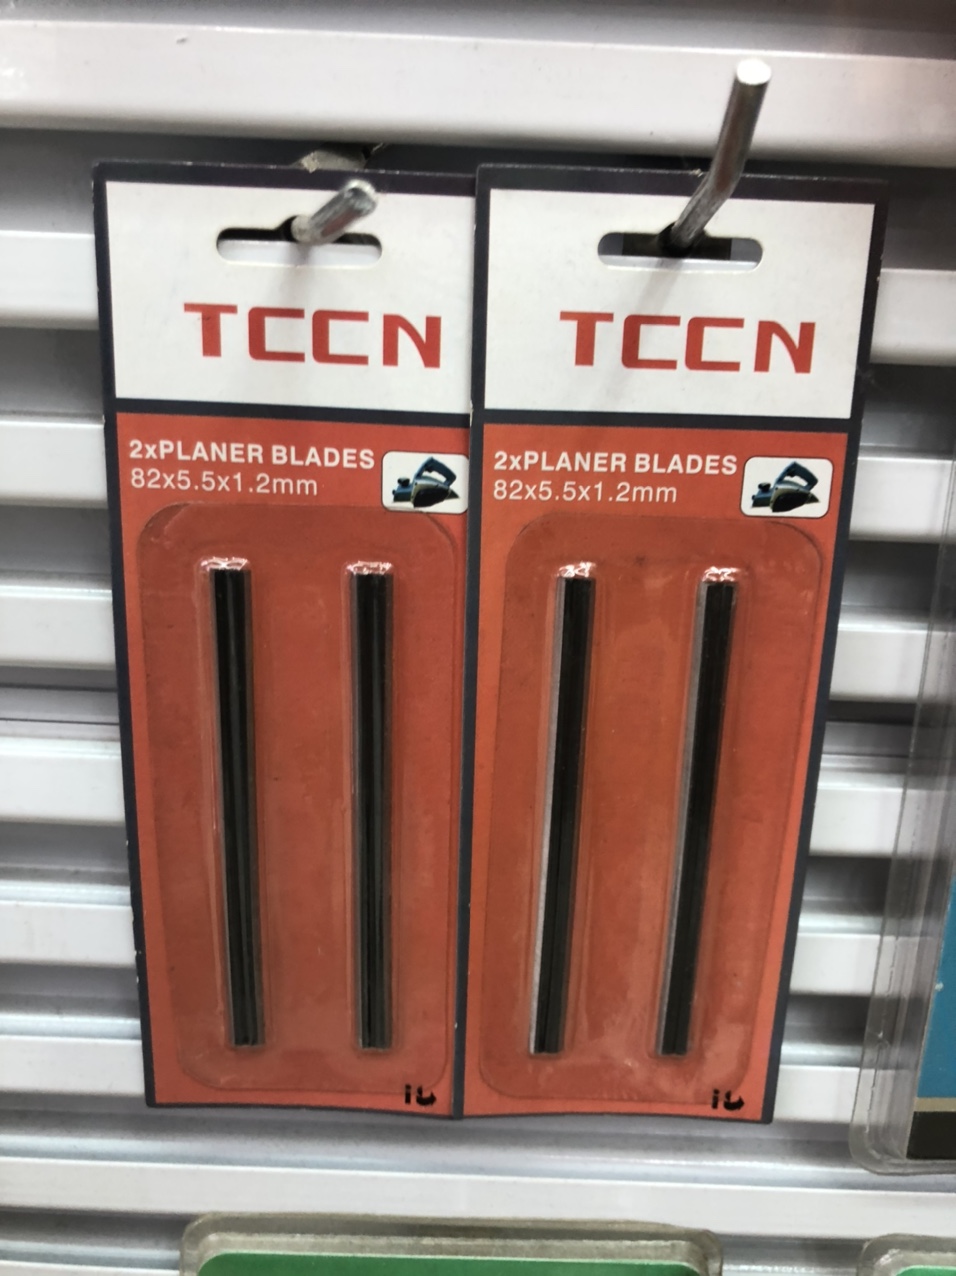 TCCN
2xPLANER BLADES
82x5.5x1.2mm
TCCN
2xPLANER BLADES
82x5.5x1.2mm